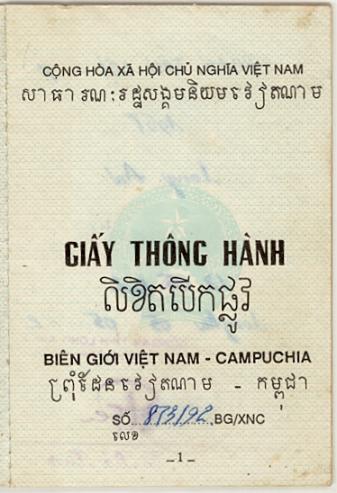 CỘNG HÒA XÃ HỘI CHỦ NGHĨA VIỆT NAM
សាធារណៈរដ្ឋសង្គមនិយមវៀតណាម
GIẤY THÔNG HÀNH
លិខិតបើកផ្លូវ
BIÊN GIỚI VIỆT NAM - CAMPUCHIA
ព្រំដែនវៀតណាម - កម្ពុជា
SỐ 873/92 BG/XNC
លេខ
_1_